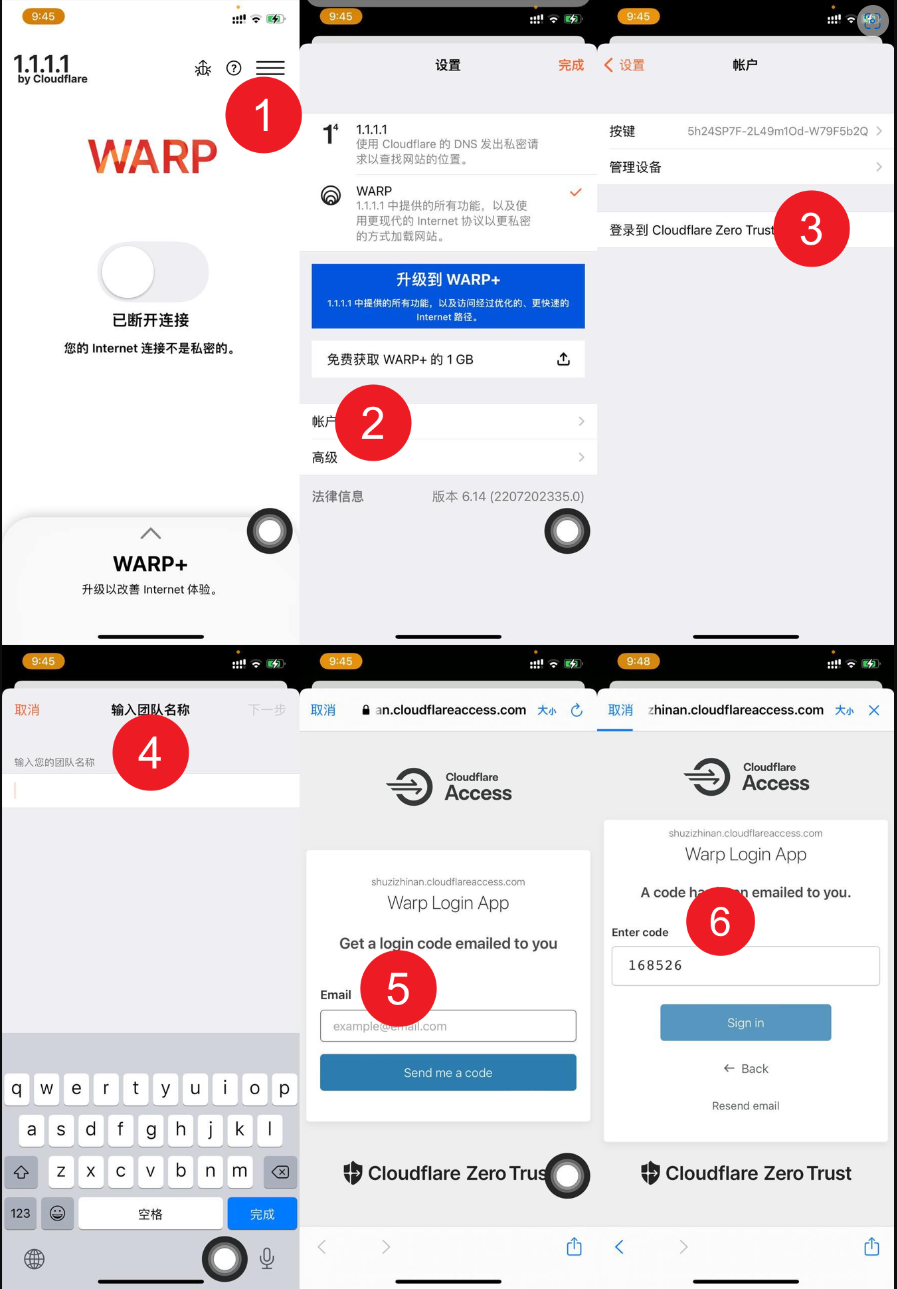 9:45
1.1.1.1
by Cloudflare
1
WARP
已断开连接
您的 Internet 连接不是私密的。
WARP+
升级以改善 Internet 体验。
9:45
设置
完成
1⁴
1.1.1.1
使用 Cloudflare 的 DNS 发出私密请
求以查找网站的位置。
WARP
1.1.1.1 中提供的所有功能，以及使
用更现代的 Internet 协议以更私密
的方式加载网站。
升级到 WARP+
1.1.1.1 中提供的所有功能，以及访问经过优化的、更快速的
Internet 路径。
免费获取 WARP+ 的 1 GB
帐户
2
高级
法律信息
版本 6.14 (2207202335.0)
9:45
设置
帐户
按键
5h24SP7F-2L49m1Od-W79F5b2Q
管理设备
登录到 Cloudflare Zero Trust
3
9:45
取消
输入团队名称
下一步
4
输入您的团队名称
q w e r t y u i o p
a s d f g h j k l
z x c v b n m
123
空格
完成
9:45
取消
an.cloudflareaccess.com
大小
Cloudflare
Access
shuzizhinan.cloudflareaccess.com
Warp Login App
Get a login code emailed to you
5
Email
example@email.com
Send me a code
Cloudflare Zero Trus
9:48
取消
zhinan.cloudflareaccess.com
大小
Cloudflare
Access
shuzizhinan.cloudflareaccess.com
Warp Login App
A code ha n emailed to you.
6
Enter code
168526
Sign in
← Back
Resend email
Cloudflare Zero Trust